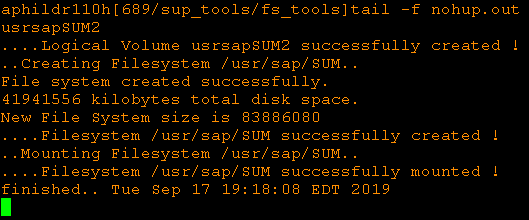 aphildr110h[689/sup_tools/fs_tools]tail -f nohup.out
usrsapSUM2
....Logical Volume usrsapSUM2 successfully created !
..Creating Filesystem /usr/sap/SUM..
File system created successfully.
41941556 kilobytes total disk space.
New File System size is 83886080
....Filesystem /usr/sap/SUM successfully created !
..Mounting Filesystem /usr/sap/SUM..
....Filesystem /usr/sap/SUM successfully mounted !
finished.. Tue Sep 17 19:18:08 EDT 2019